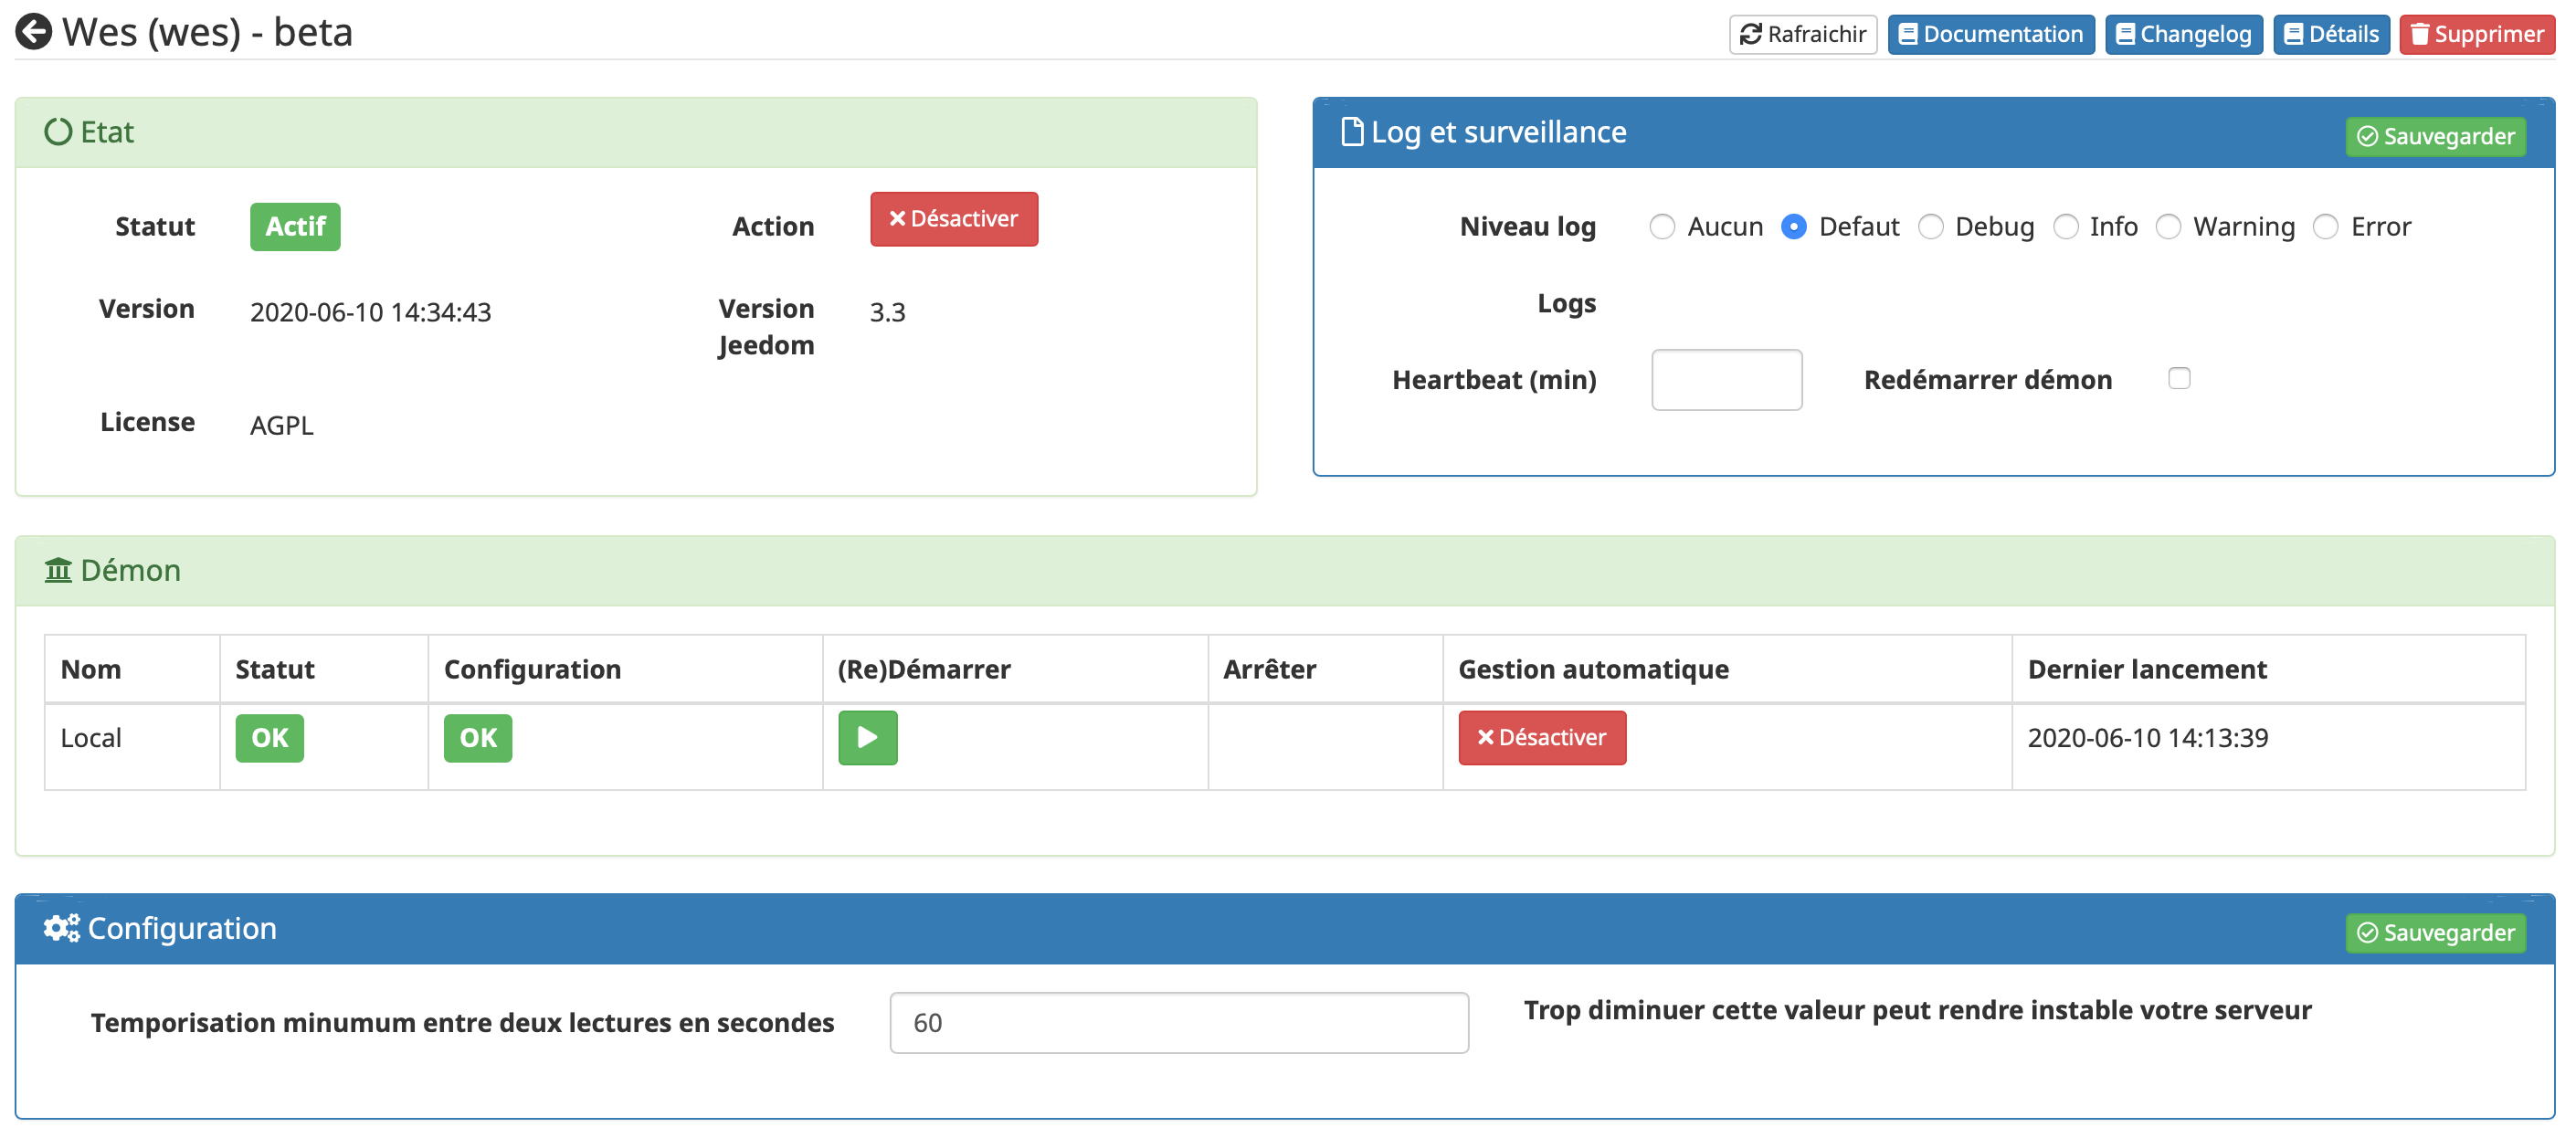 Wes (wes) - beta
Rafraichir Documentation Changelog Détails Supprimer
Etat
Statut Actif Action Désactiver
Version 2020-06-10 14:34:43 Version Jeedom 3.3
License AGPL
Log et surveillance Sauvegarder
Niveau log Aucun Defaut Debug Info Warning Error
Logs
Heartbeat (min) Redémarrer démon
Démon
Nom Statut Configuration (Re)Démarrer Arrêter Gestion automatique Dernier lancement
Local OK OK Désactiver 2020-06-10 14:13:39
Configuration Sauvegarder
Temporisation minumum entre deux lectures en secondes 60 Trop diminuer cette valeur peut rendre instable votre serveur